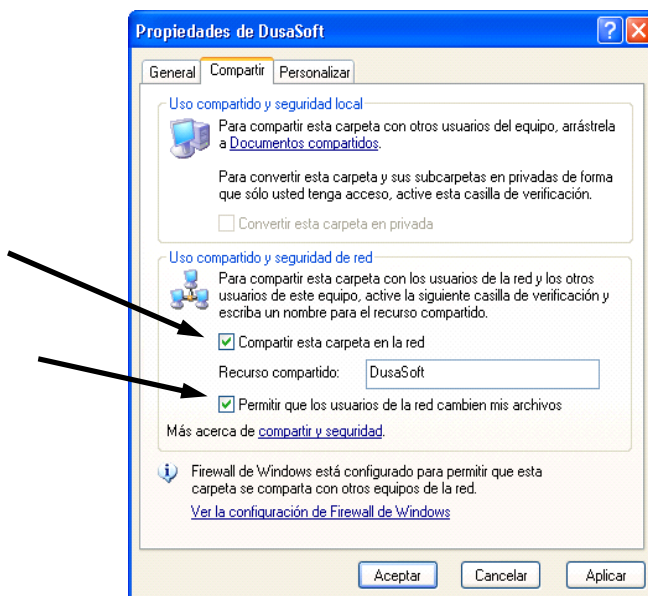 Propiedades de DusaSoft
General Compartir Personalizar
Uso compartido y seguridad local
Para compartir esta carpeta con otros usuarios del equipo, arrástrela
a Documentos compartidos.
Para convertir esta carpeta y sus subcarpetas en privadas de forma
que sólo usted tenga acceso, active esta casilla de verificación.
Convertir esta carpeta en privada
Uso compartido y seguridad de red
Para compartir esta carpeta con los usuarios de la red y los otros
usuarios de este equipo, active la siguiente casilla de verificación y
escriba un nombre para el recurso compartido.
Compartir esta carpeta en la red
Recurso compartido: DusaSoft
Permitir que los usuarios de la red cambien mis archivos
Más acerca de compartir y seguridad.
Firewall de Windows está configurado para permitir que esta
carpeta se comparta con otros equipos de la red.
Ver la configuración de Firewall de Windows
Aceptar Cancelar Aplicar